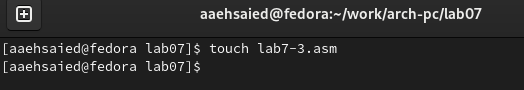 aaehsaied@fedora:~/work/arch-pc/lab07
[aaehsaied@fedora lab07]$ touch lab7-3.asm
[aaehsaied@fedora lab07]$